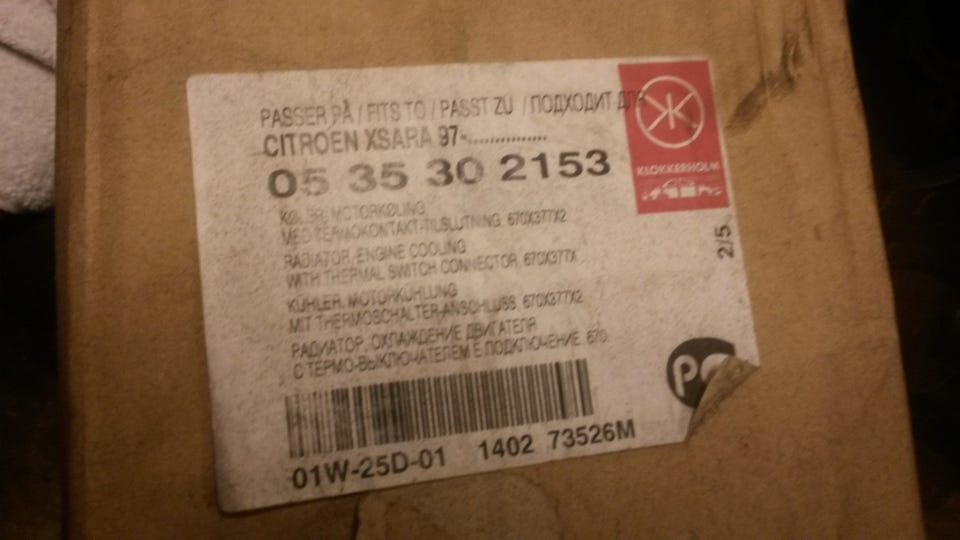 PASSER PÅ / FITS TO / PASST ZU / ПОДХОДИТ ДЛЯ
CITROEN XSARA 97-...............
05 35 30 2153
KØLER, MOTORKØLING
MED TERMOKONTAKT-TILSLUTNING, 670X377X2
RADIATOR, ENGINE COOLING
WITH THERMAL SWITCH CONNECTOR, 670X377X
KÜHLER, MOTORKÜHLUNG
MIT THERMOSCHALTER-ANSCHLUSS, 670X377X2
РАДИАТОР, ОХЛАЖДЕНИЕ ДВИГАТЕЛЯ
С ТЕРМО-ВЫКЛЮЧАТЕЛЕМ Е ПОДКЛЮЧЕНИЕ, 670
01W-25D-01 1402 73526M
KLOKKERHOLM
2/5